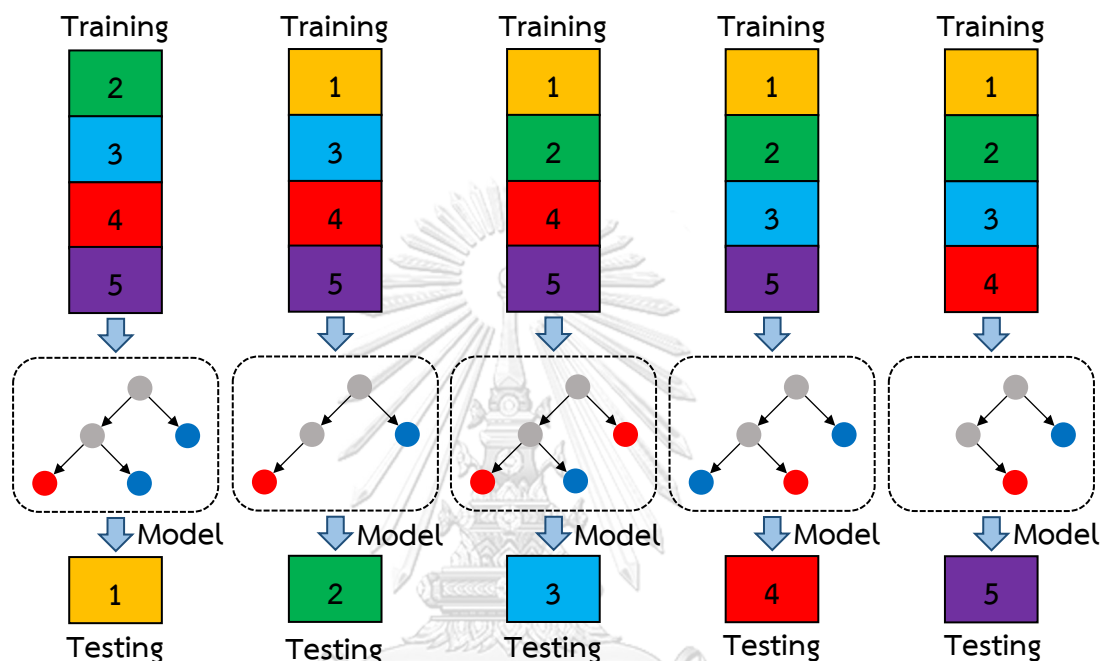 Training Training Training Training Training
2 1 1 1 1
3 3 2 2 2
4 4 4 3 3
5 5 5 5 4
Model Model Model Model Model
1 2 3 4 5
Testing Testing Testing Testing Testing